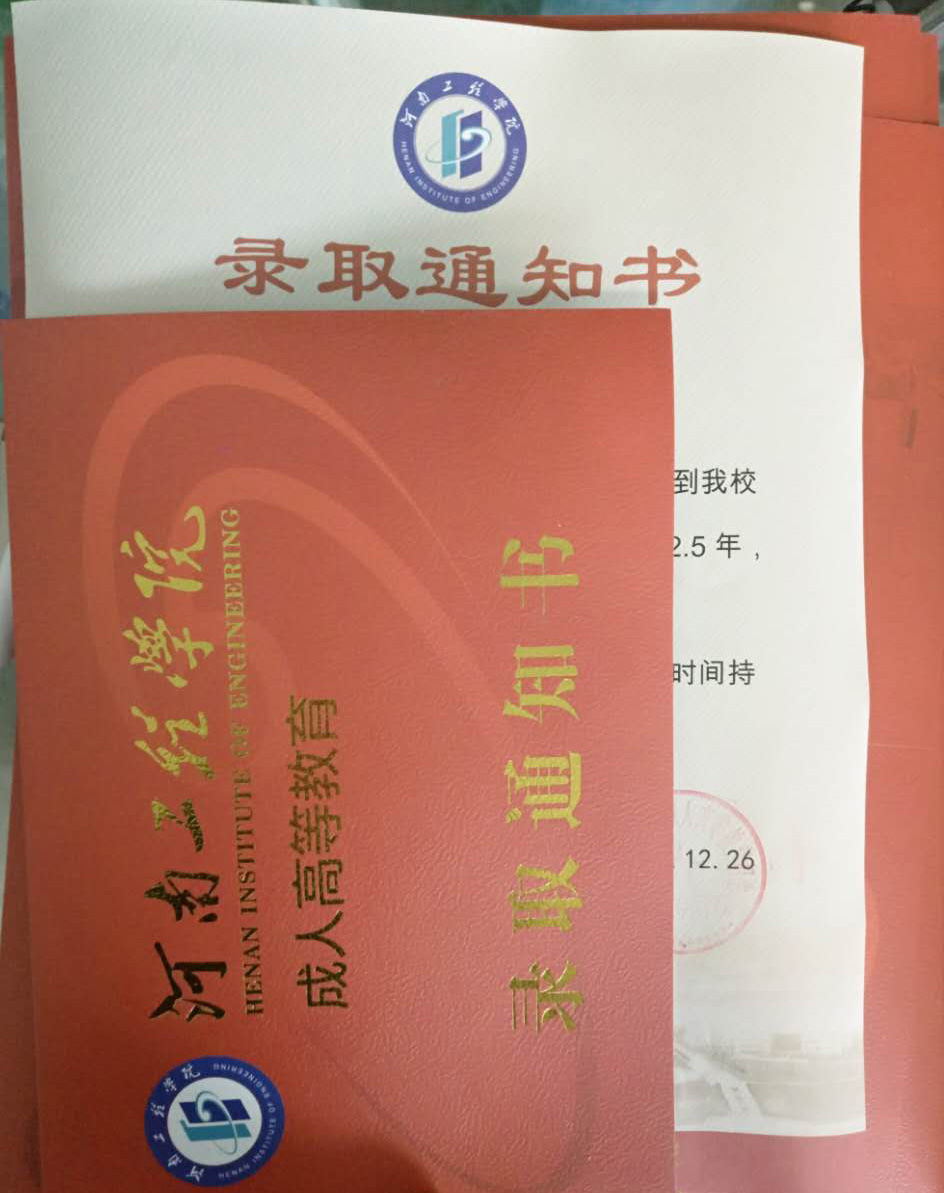 河南工程学院
HENAN INSTITUTE OF ENGINEERING
录取通知书
到我校
2.5 年，
时间持
12.26
河南工程学院
HENAN INSTITUTE OF ENGINEERING
成人高等教育
录取通知书
河南工程学院
HENAN INSTITUTE OF ENGINEERING